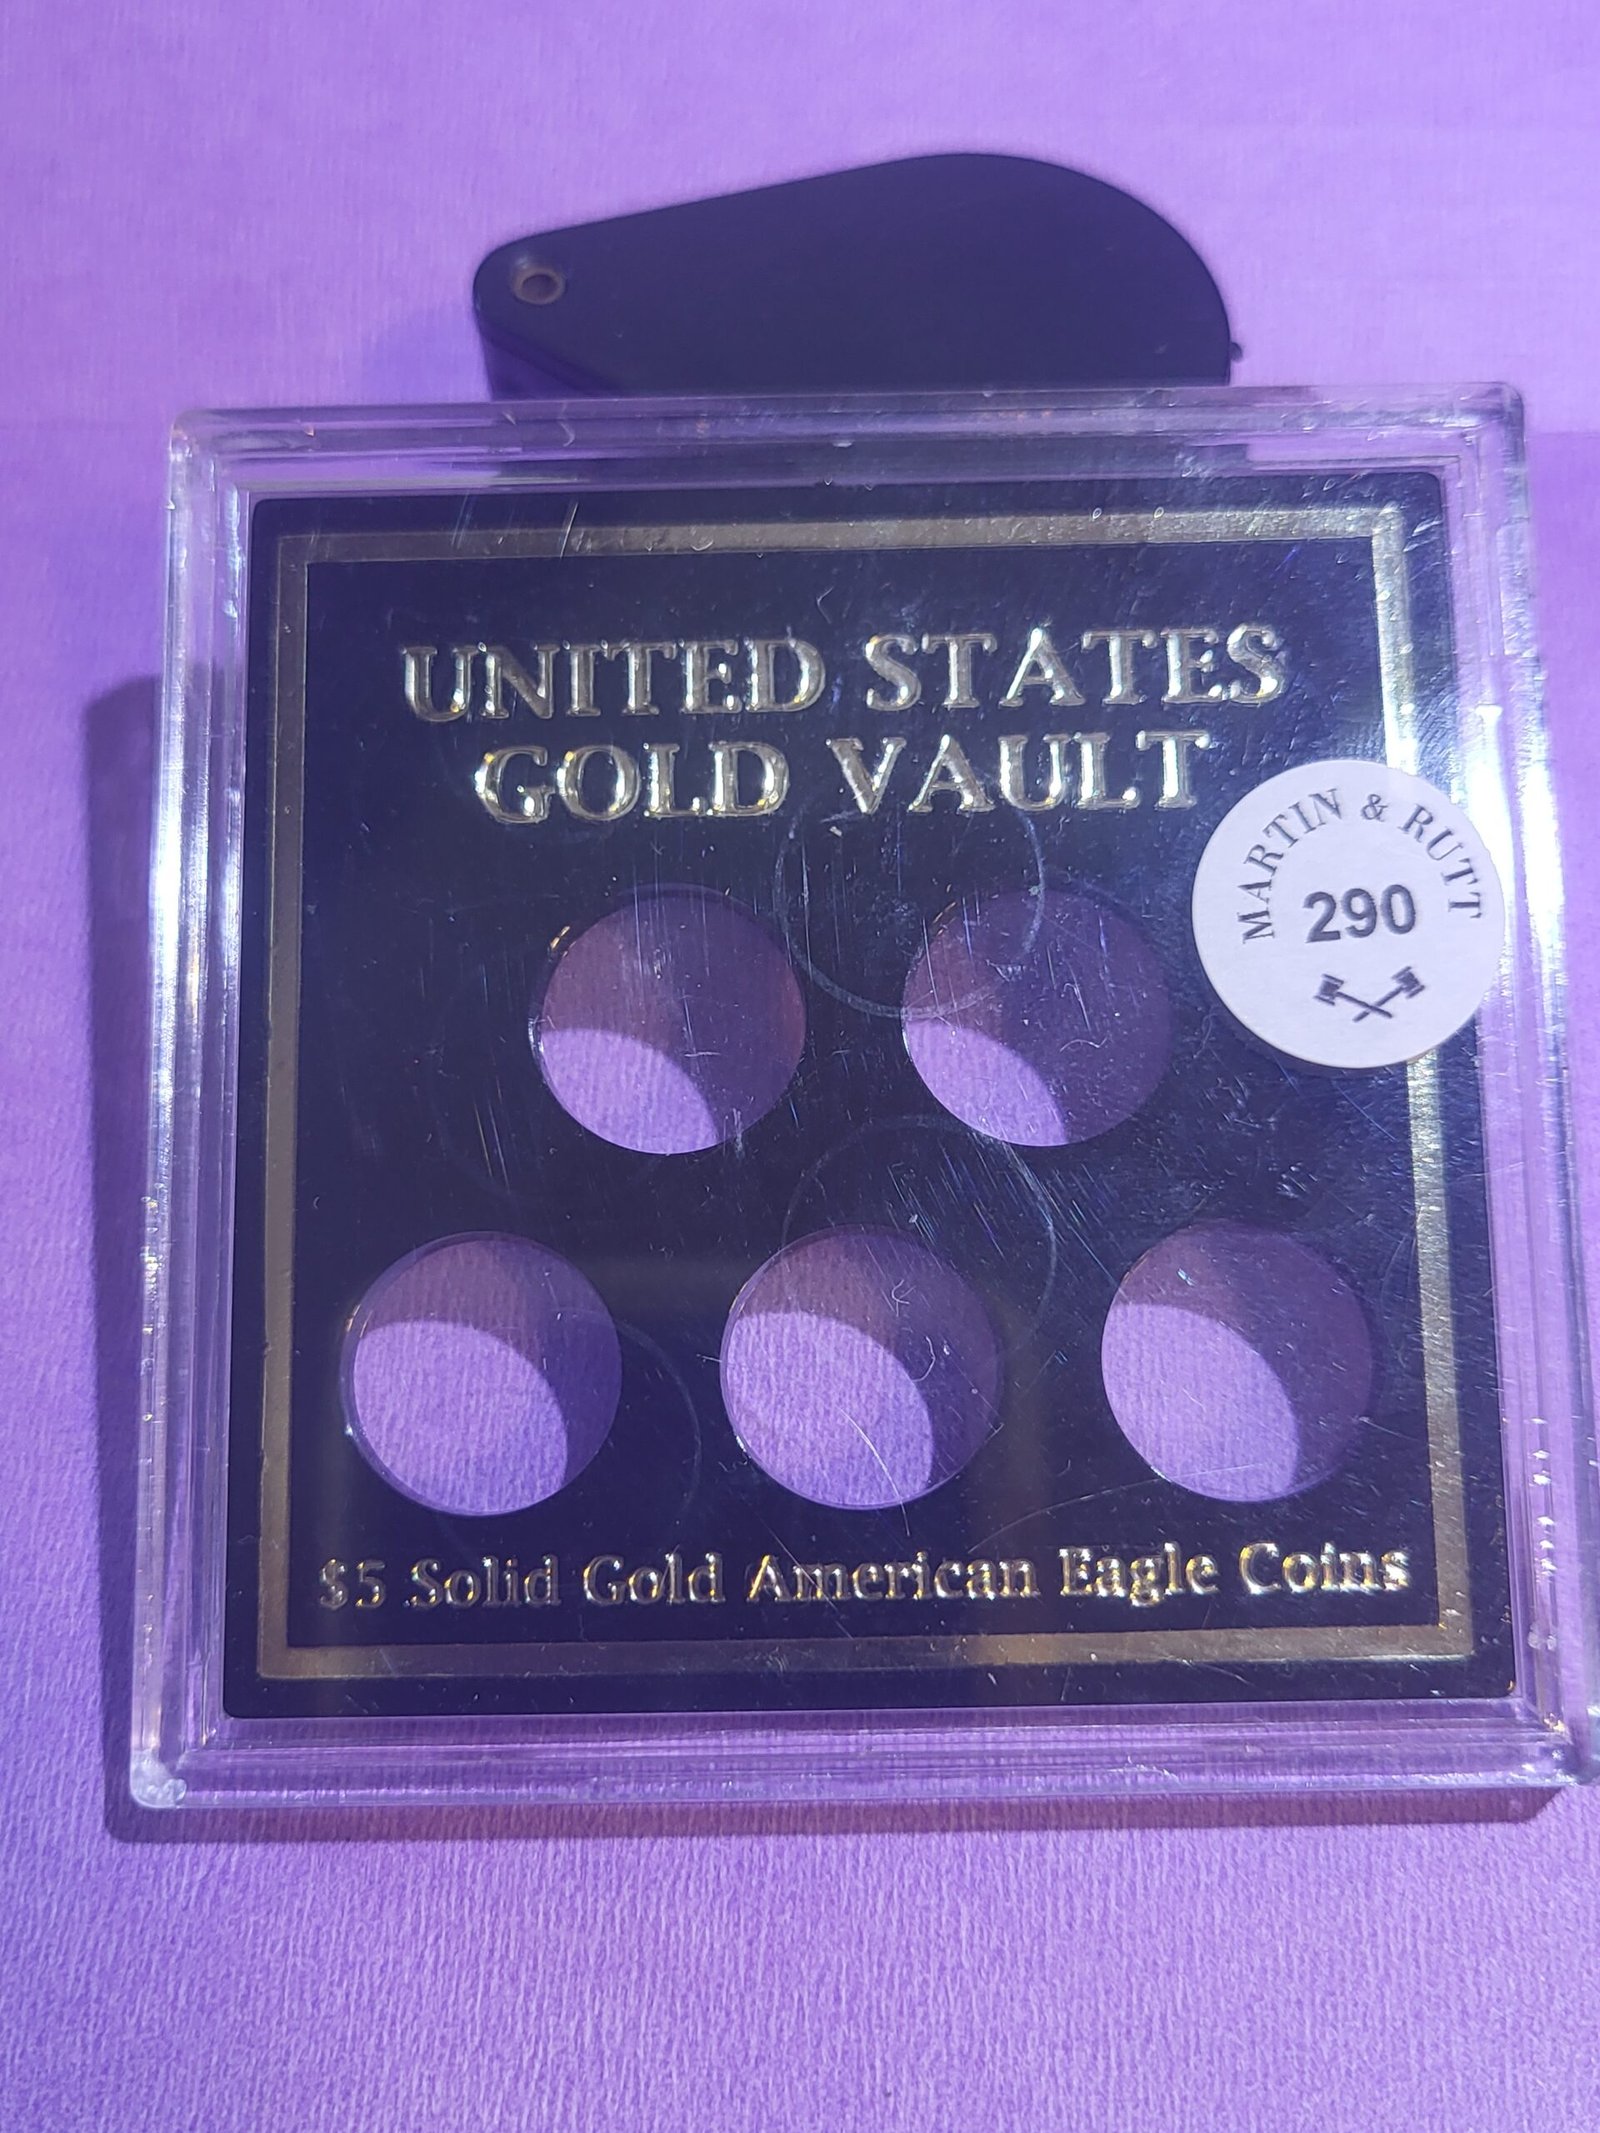 UNITED STATES
GOLD VAULT
MARTIN & RUTT
290
$5 Solid Gold American Eagle Coins